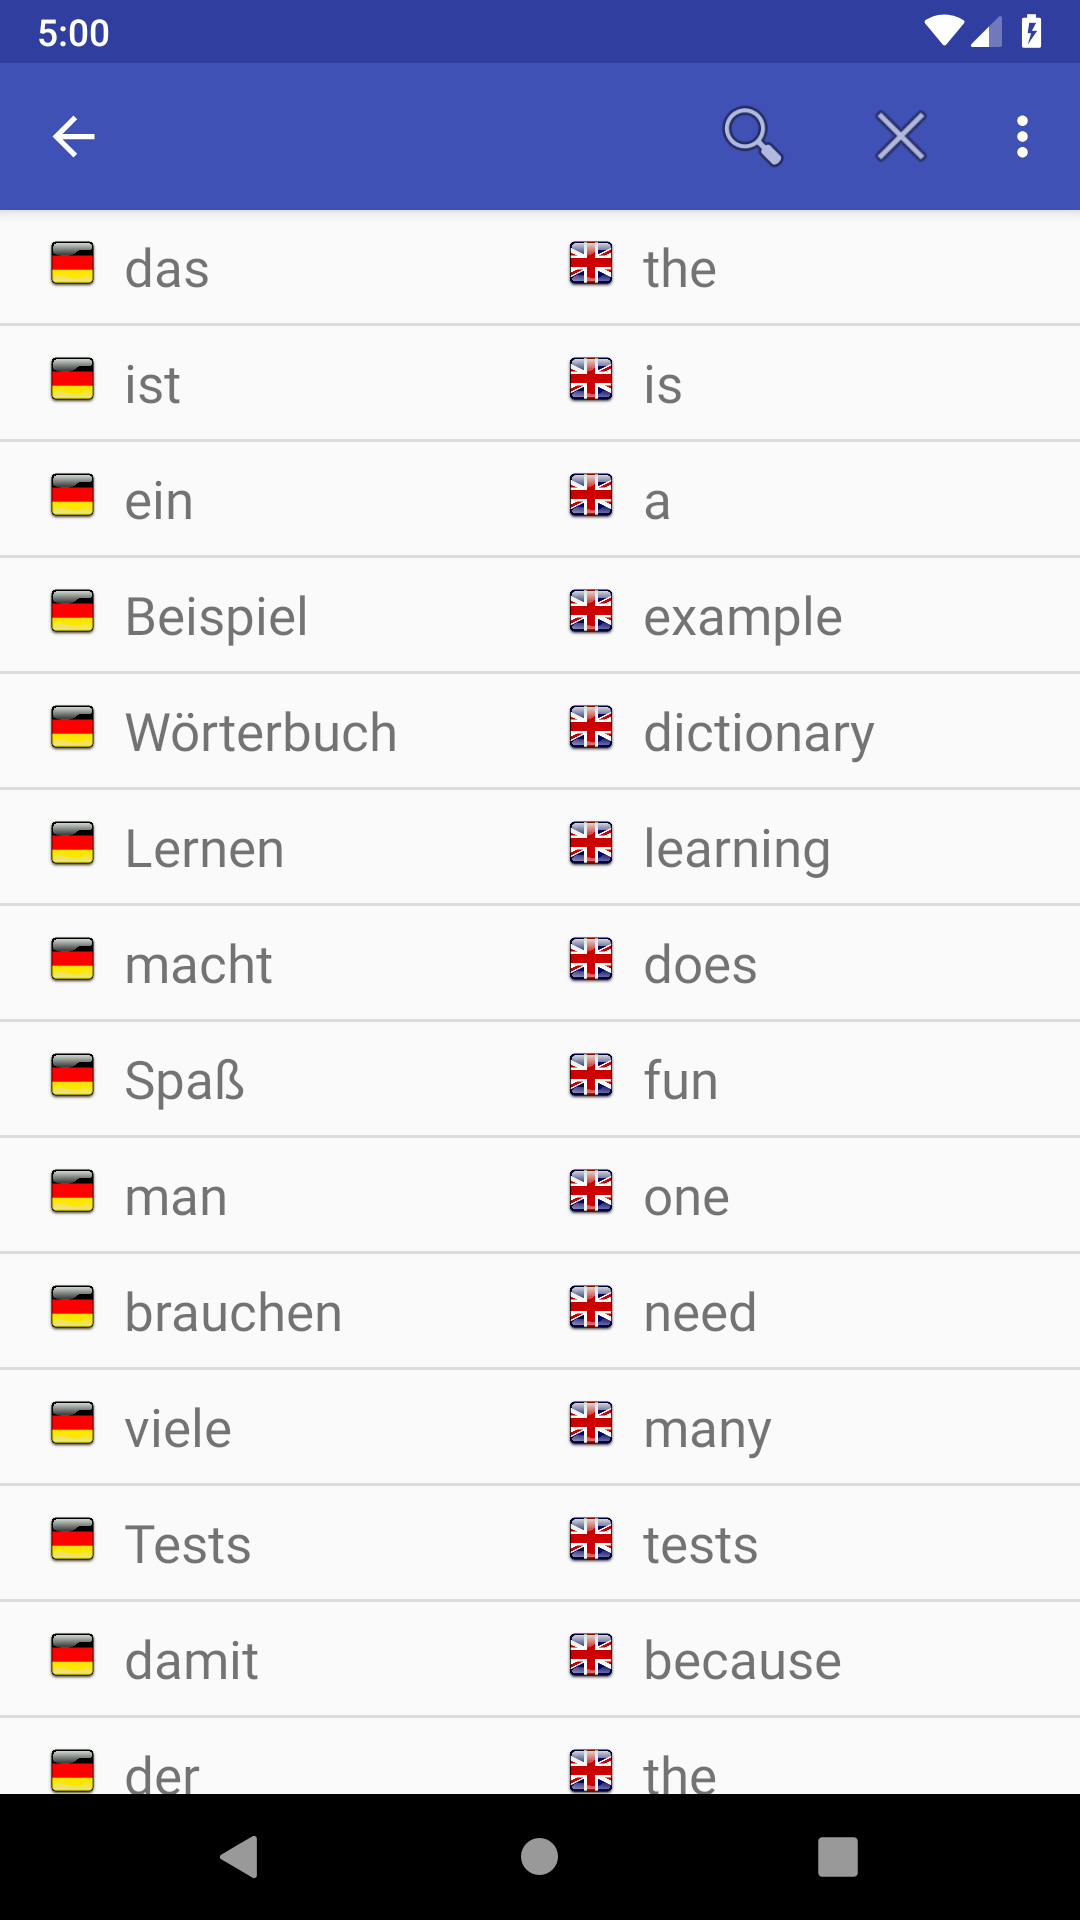 5:00
das the
ist is
ein a
Beispiel example
Wörterbuch dictionary
Lernen learning
macht does
Spaß fun
man one
brauchen need
viele many
Tests tests
damit because
der the